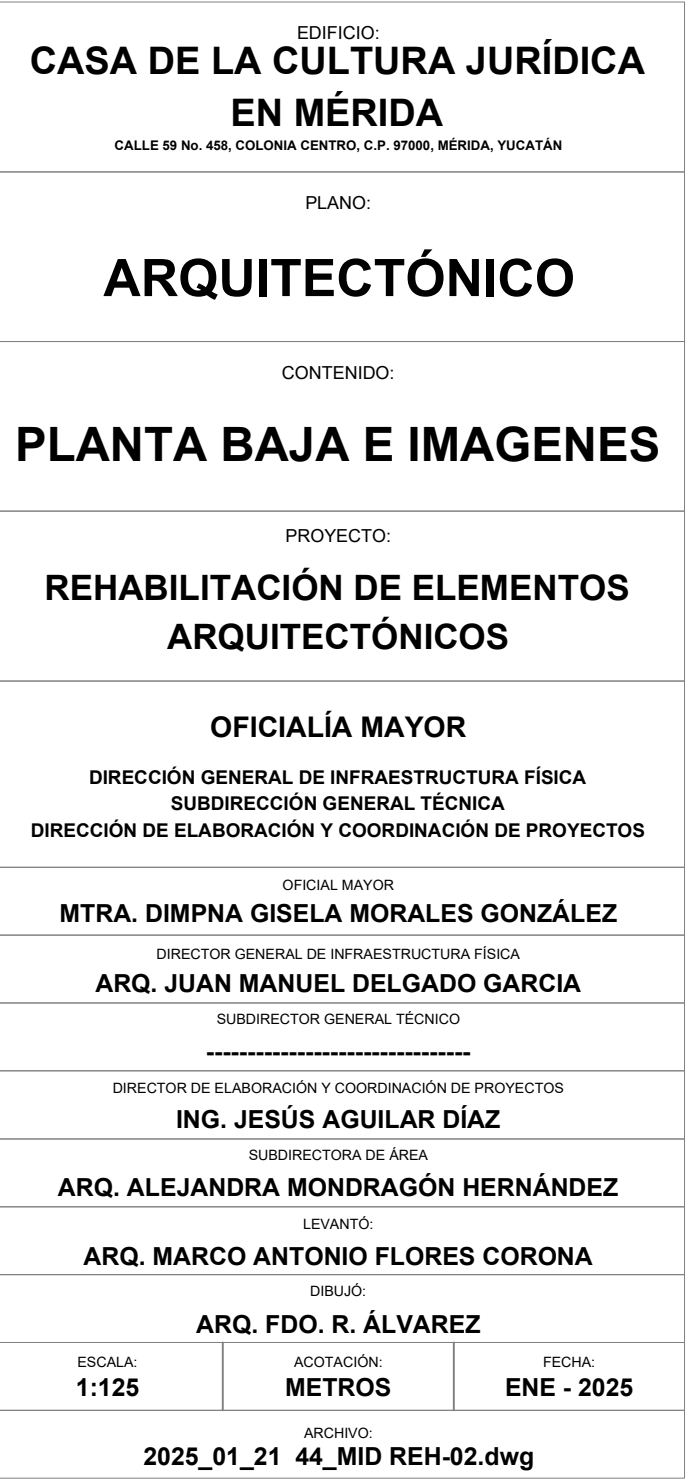 EDIFICIO:
CASA DE LA CULTURA JURÍDICA
EN MÉRIDA
CALLE 59 No. 458, COLONIA CENTRO, C.P. 97000, MÉRIDA, YUCATÁN
PLANO:
ARQUITECTÓNICO
CONTENIDO:
PLANTA BAJA E IMAGENES
PROYECTO:
REHABILITACIÓN DE ELEMENTOS
ARQUITECTÓNICOS
OFICIALÍA MAYOR
DIRECCIÓN GENERAL DE INFRAESTRUCTURA FÍSICA
SUBDIRECCIÓN GENERAL TÉCNICA
DIRECCIÓN DE ELABORACIÓN Y COORDINACIÓN DE PROYECTOS
OFICIAL MAYOR
MTRA. DIMPNA GISELA MORALES GONZÁLEZ
DIRECTOR GENERAL DE INFRAESTRUCTURA FÍSICA
ARQ. JUAN MANUEL DELGADO GARCIA
SUBDIRECTOR GENERAL TÉCNICO
--------------------------------
DIRECTOR DE ELABORACIÓN Y COORDINACIÓN DE PROYECTOS
ING. JESÚS AGUILAR DÍAZ
SUBDIRECTORA DE ÁREA
ARQ. ALEJANDRA MONDRAGÓN HERNÁNDEZ
LEVANTÓ:
ARQ. MARCO ANTONIO FLORES CORONA
DIBUJÓ:
ARQ. FDO. R. ÁLVAREZ
ESCALA:
1:125
ACOTACIÓN:
METROS
FECHA:
ENE - 2025
ARCHIVO:
2025_01_21  44_MID REH-02.dwg